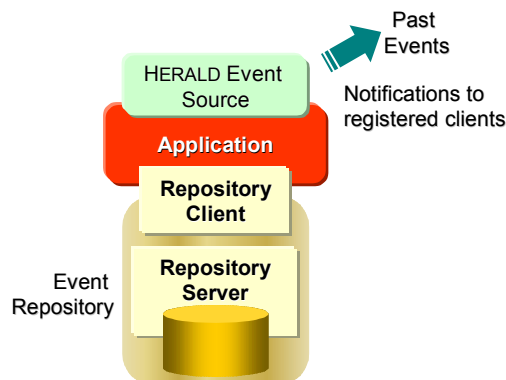 Past
Events
HERALD Event
Source
Notifications to
registered clients
Application
Repository
Client
Event
Repository
Repository
Server